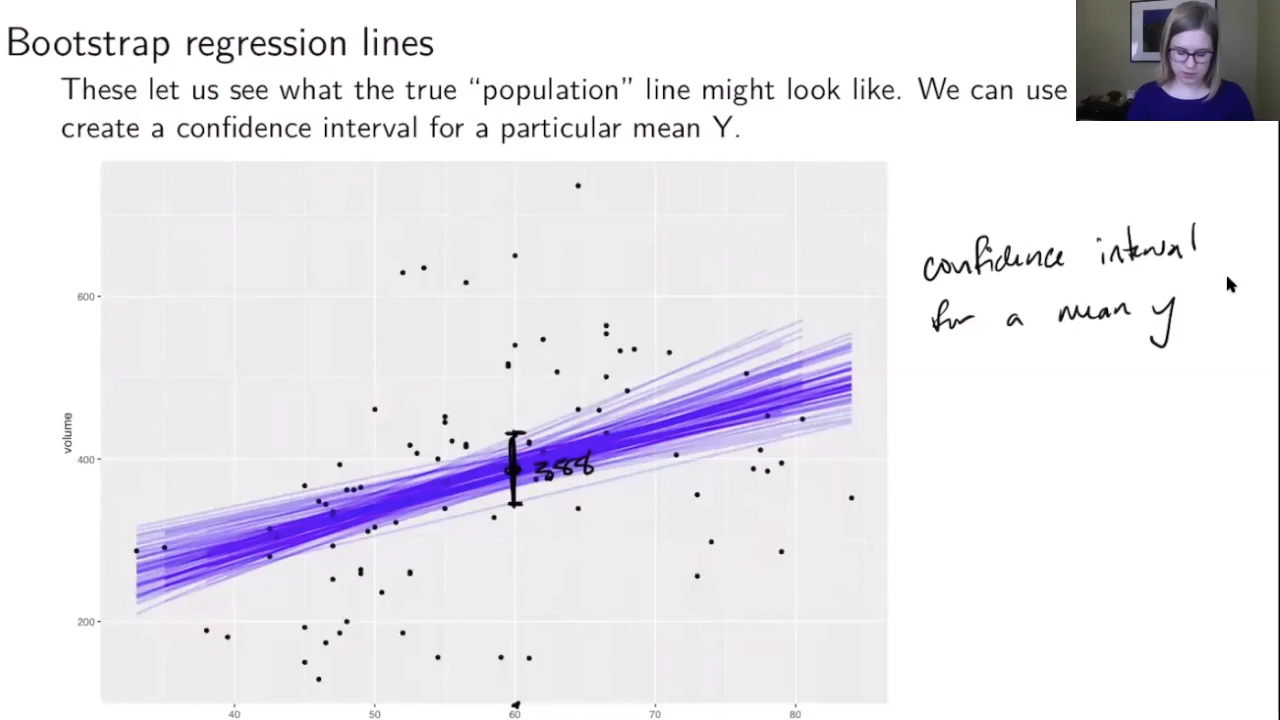 Bootstrap regression lines
These let us see what the true “population” line might look like. We can use
create a confidence interval for a particular mean Y.
600
400
200
volume
388
40 50 60 70 80
confidence interval
for a mean y